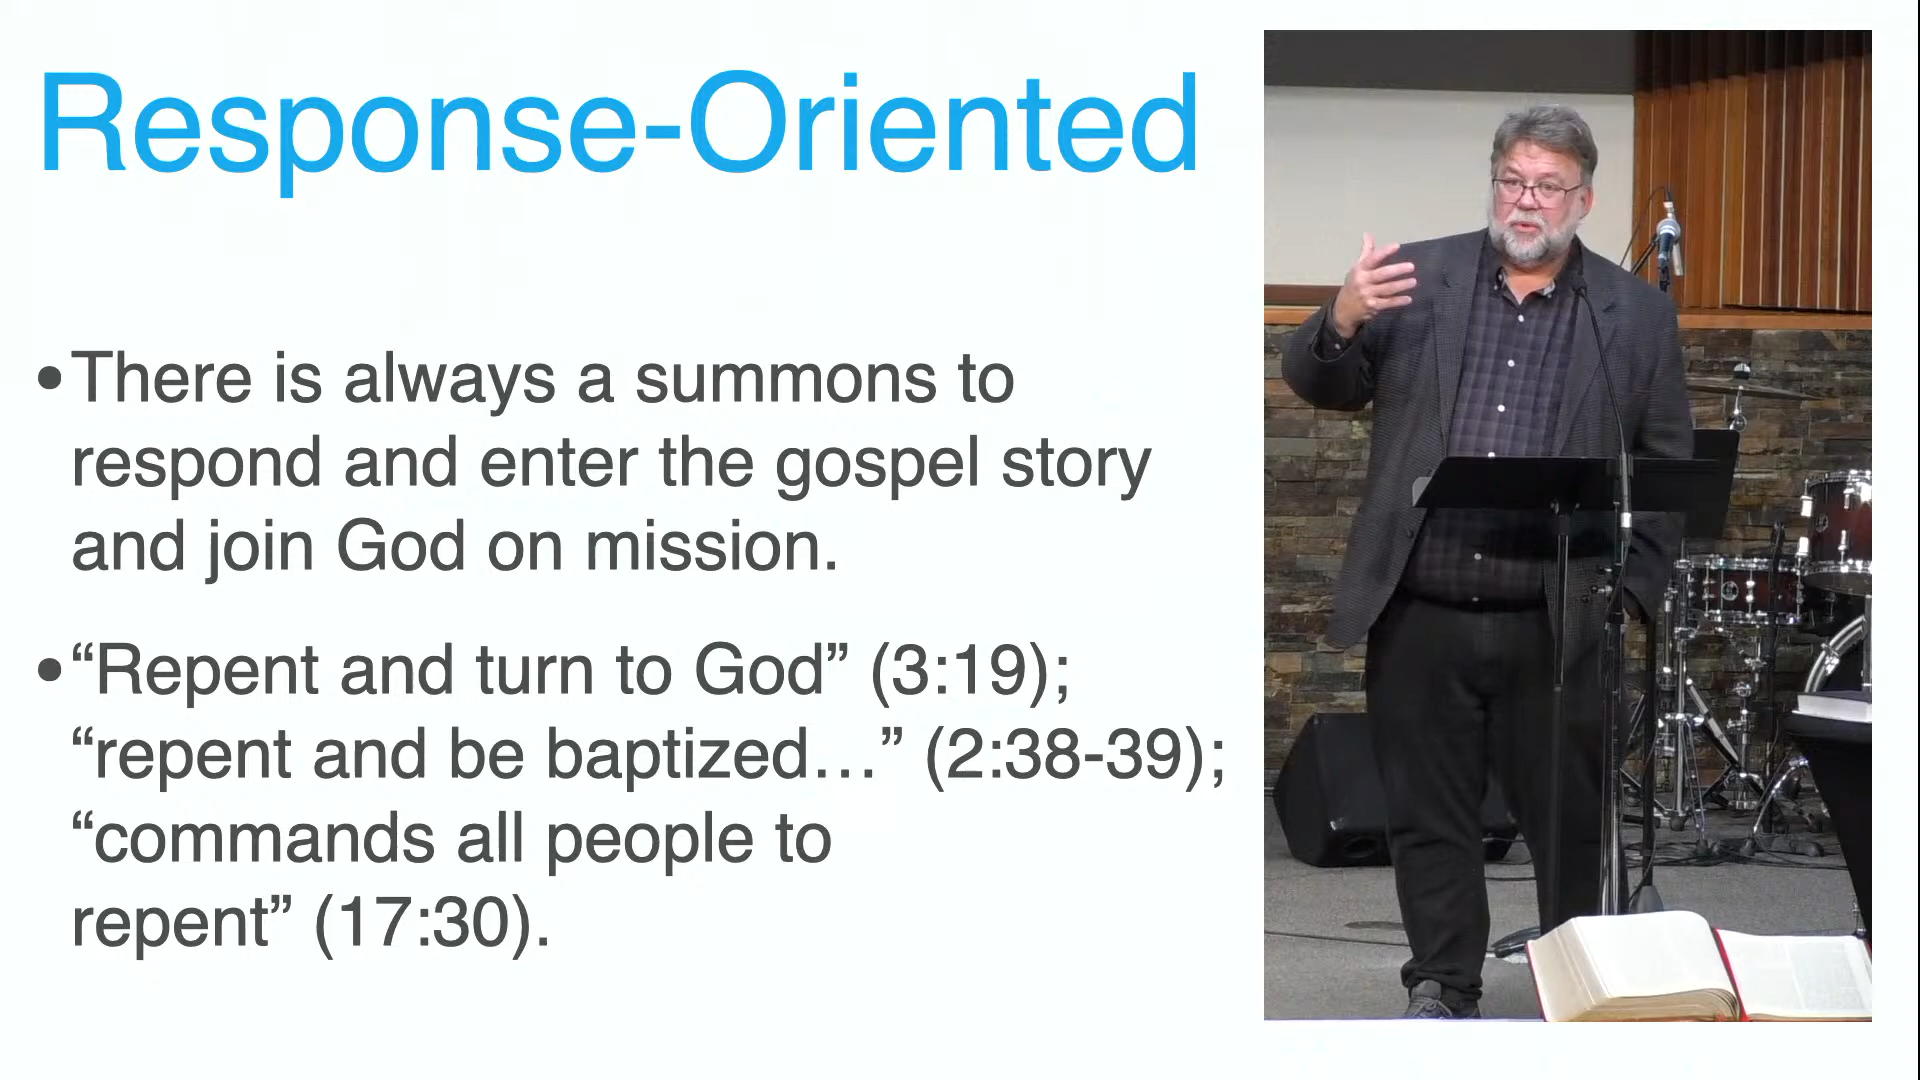 Response-Oriented
•There is always a summons to
respond and enter the gospel story
and join God on mission.
•“Repent and turn to God” (3:19);
“repent and be baptized…” (2:38-39);
“commands all people to
repent” (17:30).